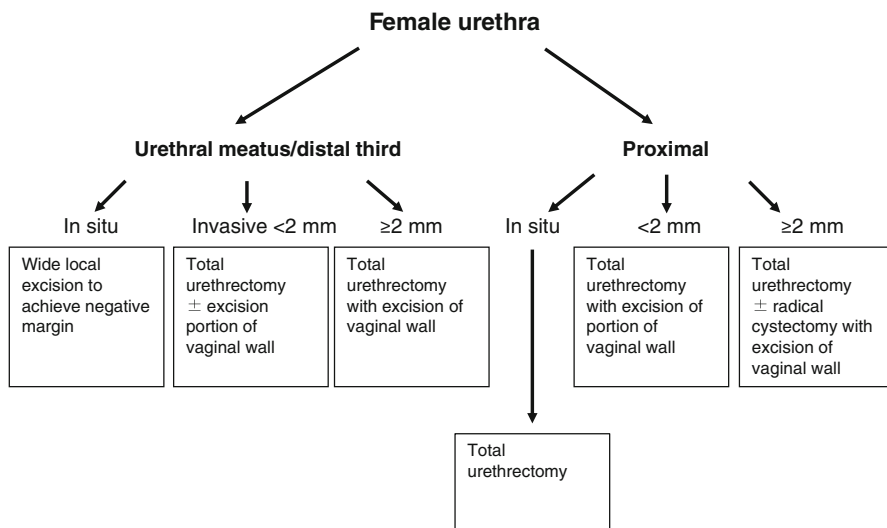 Female urethra
Urethral meatus/distal third
Proximal
In situ
Invasive <2 mm
≥2 mm
In situ
<2 mm
≥2 mm
Wide local
excision to
achieve negative
margin
Total
urethrectomy
± excision
portion of
vaginal wall
Total
urethrectomy
with excision of
vaginal wall
Total
urethrectomy
with excision of
portion of
vaginal wall
Total
urethrectomy
± radical
cystectomy with
excision of
vaginal wall
Total
urethrectomy